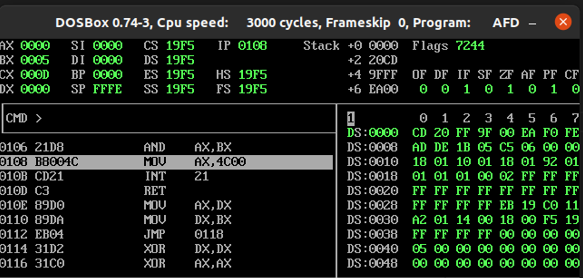 DOSBox 0.74-3, Cpu speed: 3000 cycles, Frameskip 0, Program: AFD –
AX 0000 SI 0000 CS 19F5 IP 0108 Stack +0 0000 Flags 7244
BX 0005 DI 0000 DS 19F5 +2 20CD
CX 000D BP 0000 ES 19F5 HS 19F5 +4 9FFF OF DF IF SF ZF AF PF CF
DX 0000 SP FFFE SS 19F5 FS 19F5 +6 EA00 0 0 1 0 1 0 1 0
CMD > 1 0 1 2 3 4 5 6 7
DS:0000 CD 20 FF 9F 00 EA F0 FE
0106 21D8 AND AX,BX DS:0008 AD DE 1B 05 C5 06 00 00
0108 B8004C MOV AX,4C00 DS:0010 18 01 10 01 18 01 92 01
010B CD21 INT 21 DS:0018 01 01 01 00 02 FF FF FF
010D C3 RET DS:0020 FF FF FF FF FF FF FF FF
010E 89D0 MOV AX,DX DS:0028 FF FF FF FF EB 19 C0 11
0110 89DA MOV DX,BX DS:0030 A2 01 14 00 18 00 F5 19
0112 EB04 JMP 0118 DS:0038 FF FF FF FF 00 00 00 00
0114 31D2 XOR DX,DX DS:0040 05 00 00 00 00 00 00 00
0116 31C0 XOR AX,AX DS:0048 00 00 00 00 00 00 00 00